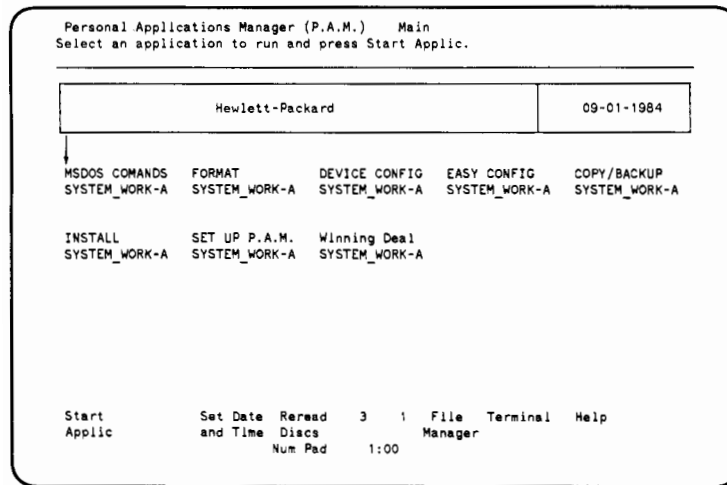 Personal Applications Manager (P.A.M.) Main
Select an application to run and press Start Applic.
Hewlett-Packard 09-01-1984
MSDOS COMANDS FORMAT DEVICE CONFIG EASY CONFIG COPY/BACKUP
SYSTEM_WORK-A SYSTEM_WORK-A SYSTEM_WORK-A SYSTEM_WORK-A SYSTEM_WORK-A
INSTALL SET UP P.A.M. Winning Deal
SYSTEM_WORK-A SYSTEM_WORK-A SYSTEM_WORK-A
Start Set Date Reread 3 1 File Terminal Help
Applic and Time Discs Manager
Num Pad 1:00